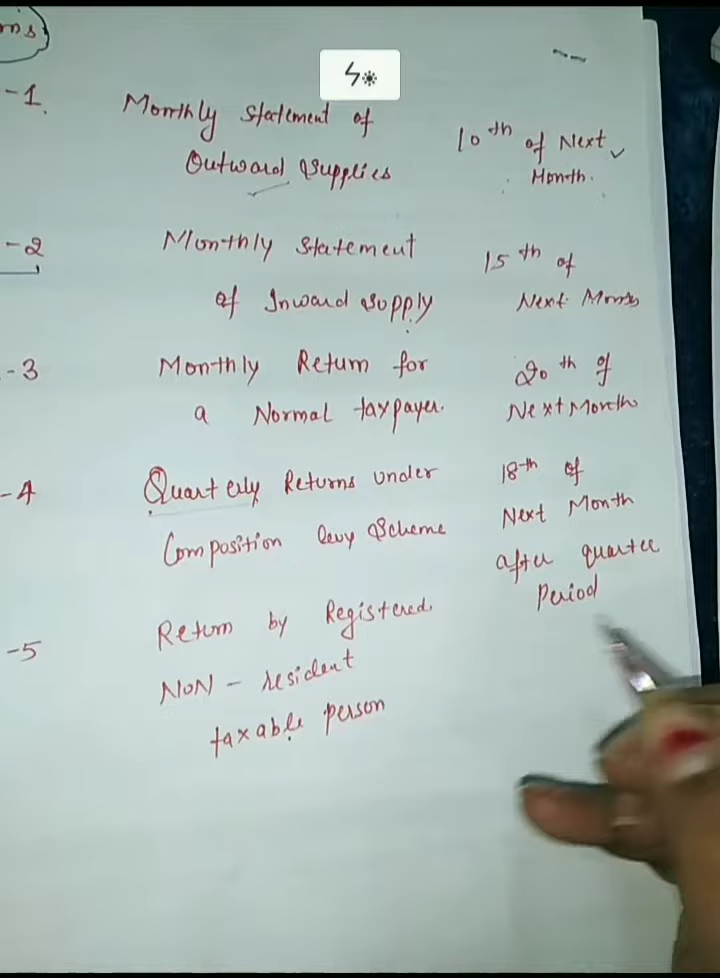 ns
-1. Monthly Statement of 10th of Next
Outward Supplies Month.
-2 Monthly Statement 15th of
of Inward Supply Next Month
-3 Monthly Return for 20th of
a Normal taxpayer. Next Month
-4 Quarterly Returns under 18th of
Composition levy Scheme Next Month
after quarter
Period
-5 Return by Registered.
NON - resident
taxable person